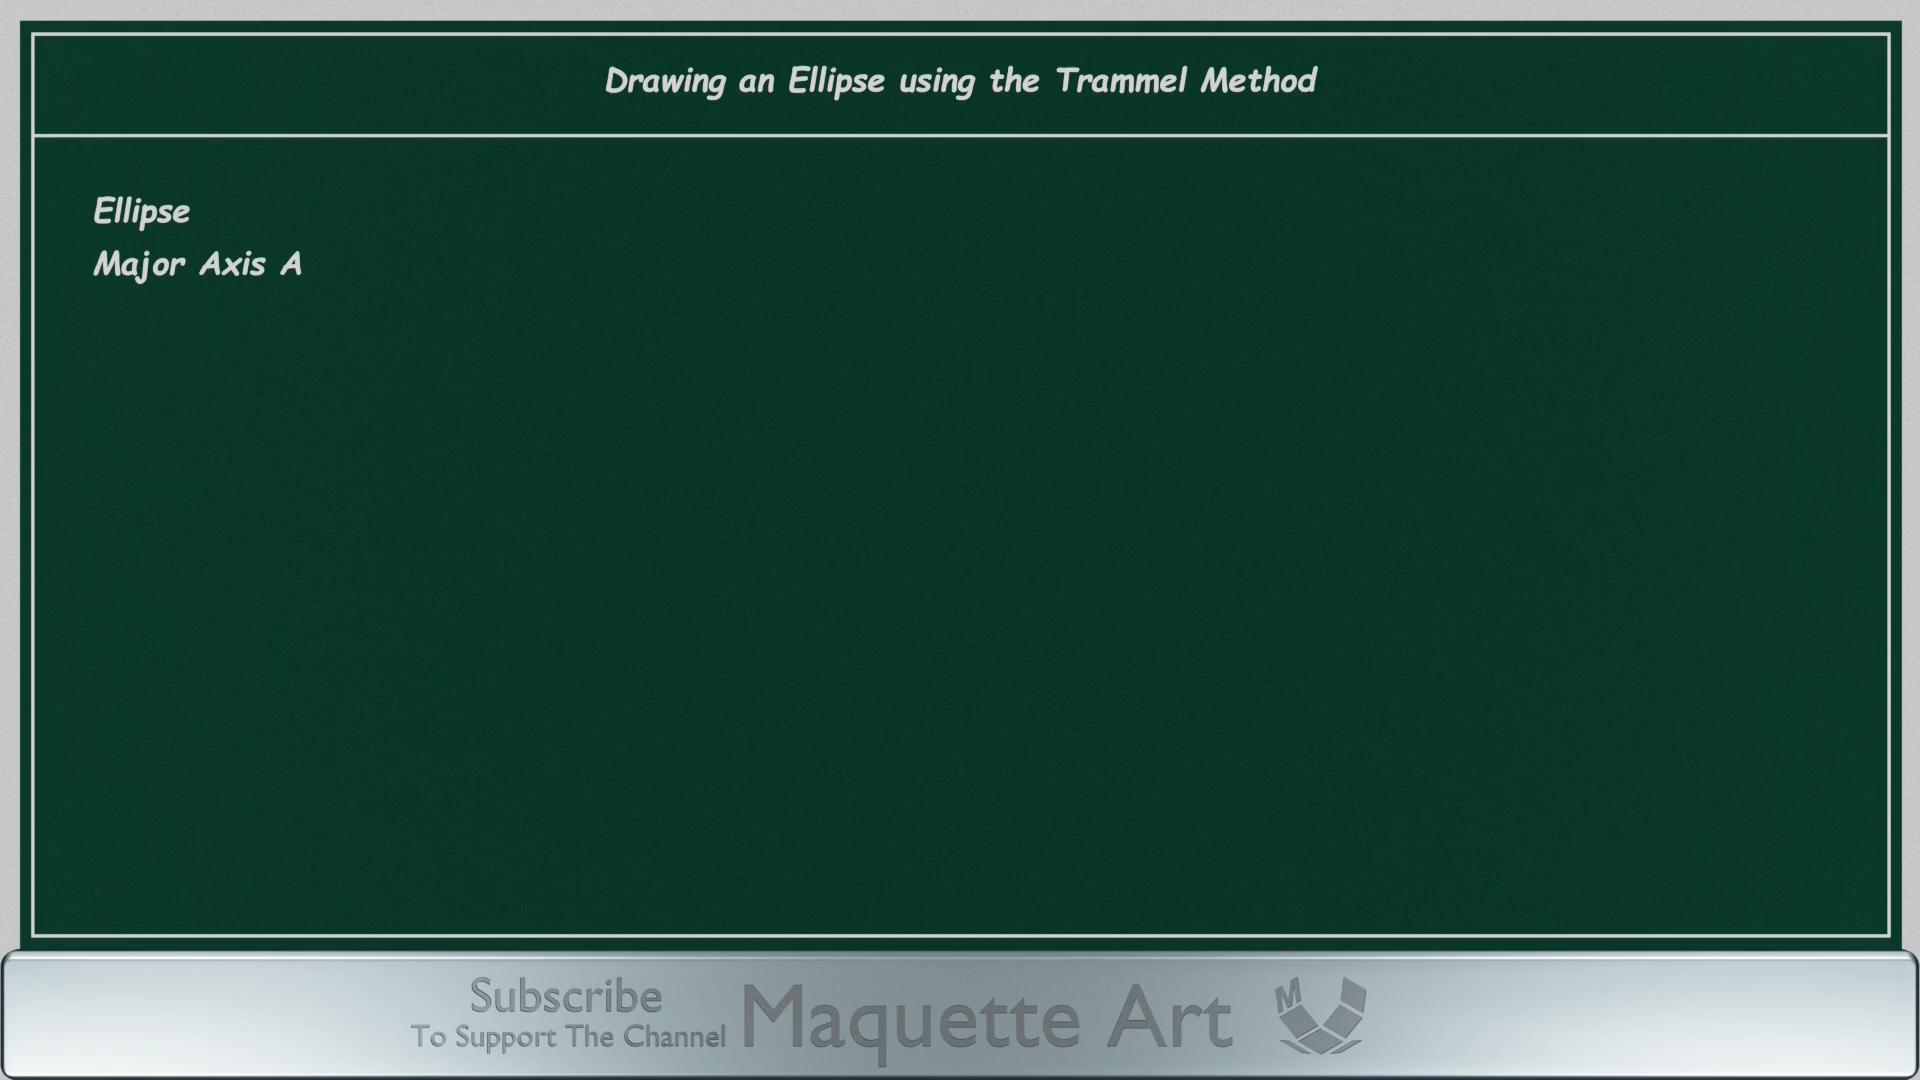 Drawing an Ellipse using the Trammel Method
Ellipse
Major Axis A
Subscribe
To Support The Channel
Maquette Art
M